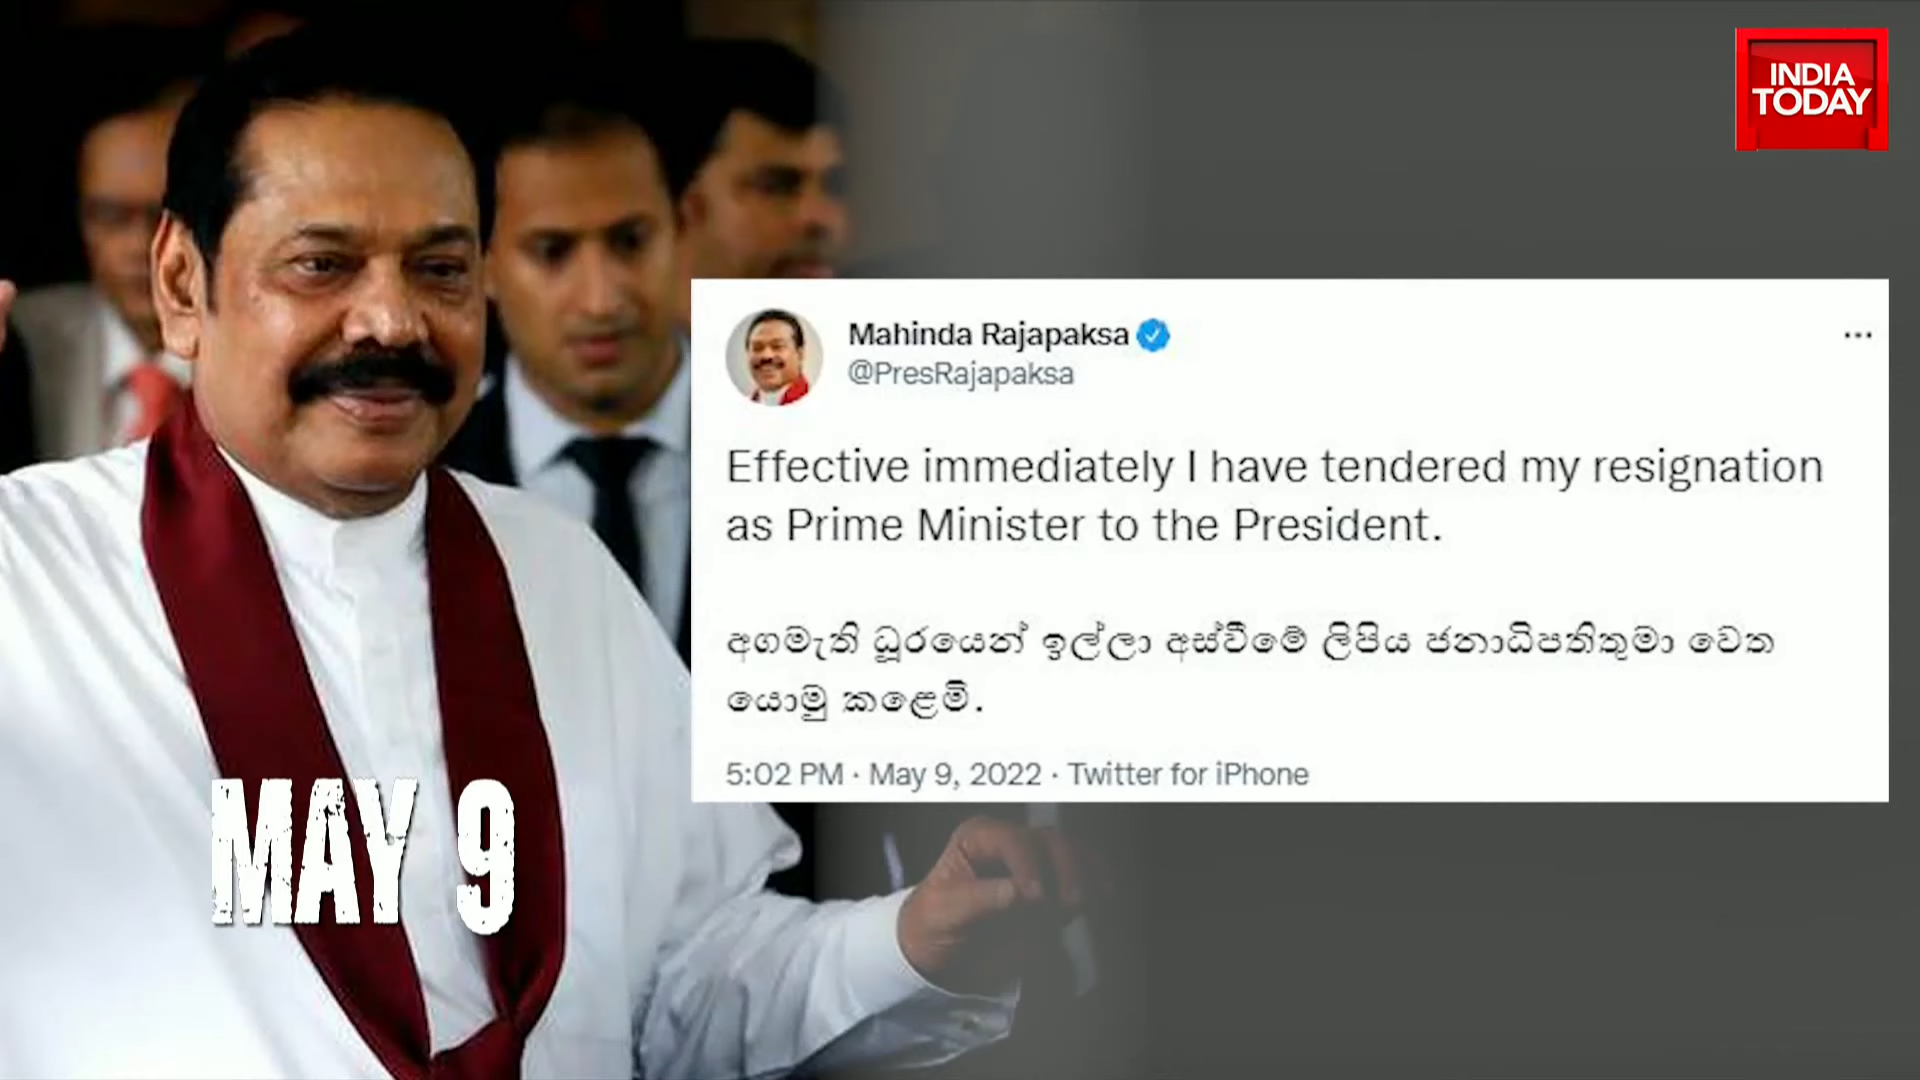 INDIA
TODAY
Mahinda Rajapaksa
@PresRajapaksa
Effective immediately I have tendered my resignation
as Prime Minister to the President.
අගමැති ධූරයෙන් ඉල්ලා අස්වීමේ ලිපිය ජනාධිපතිතුමා වෙත
යොමු කළෙමි.
5:02 PM · May 9, 2022 · Twitter for iPhone
MAY 9